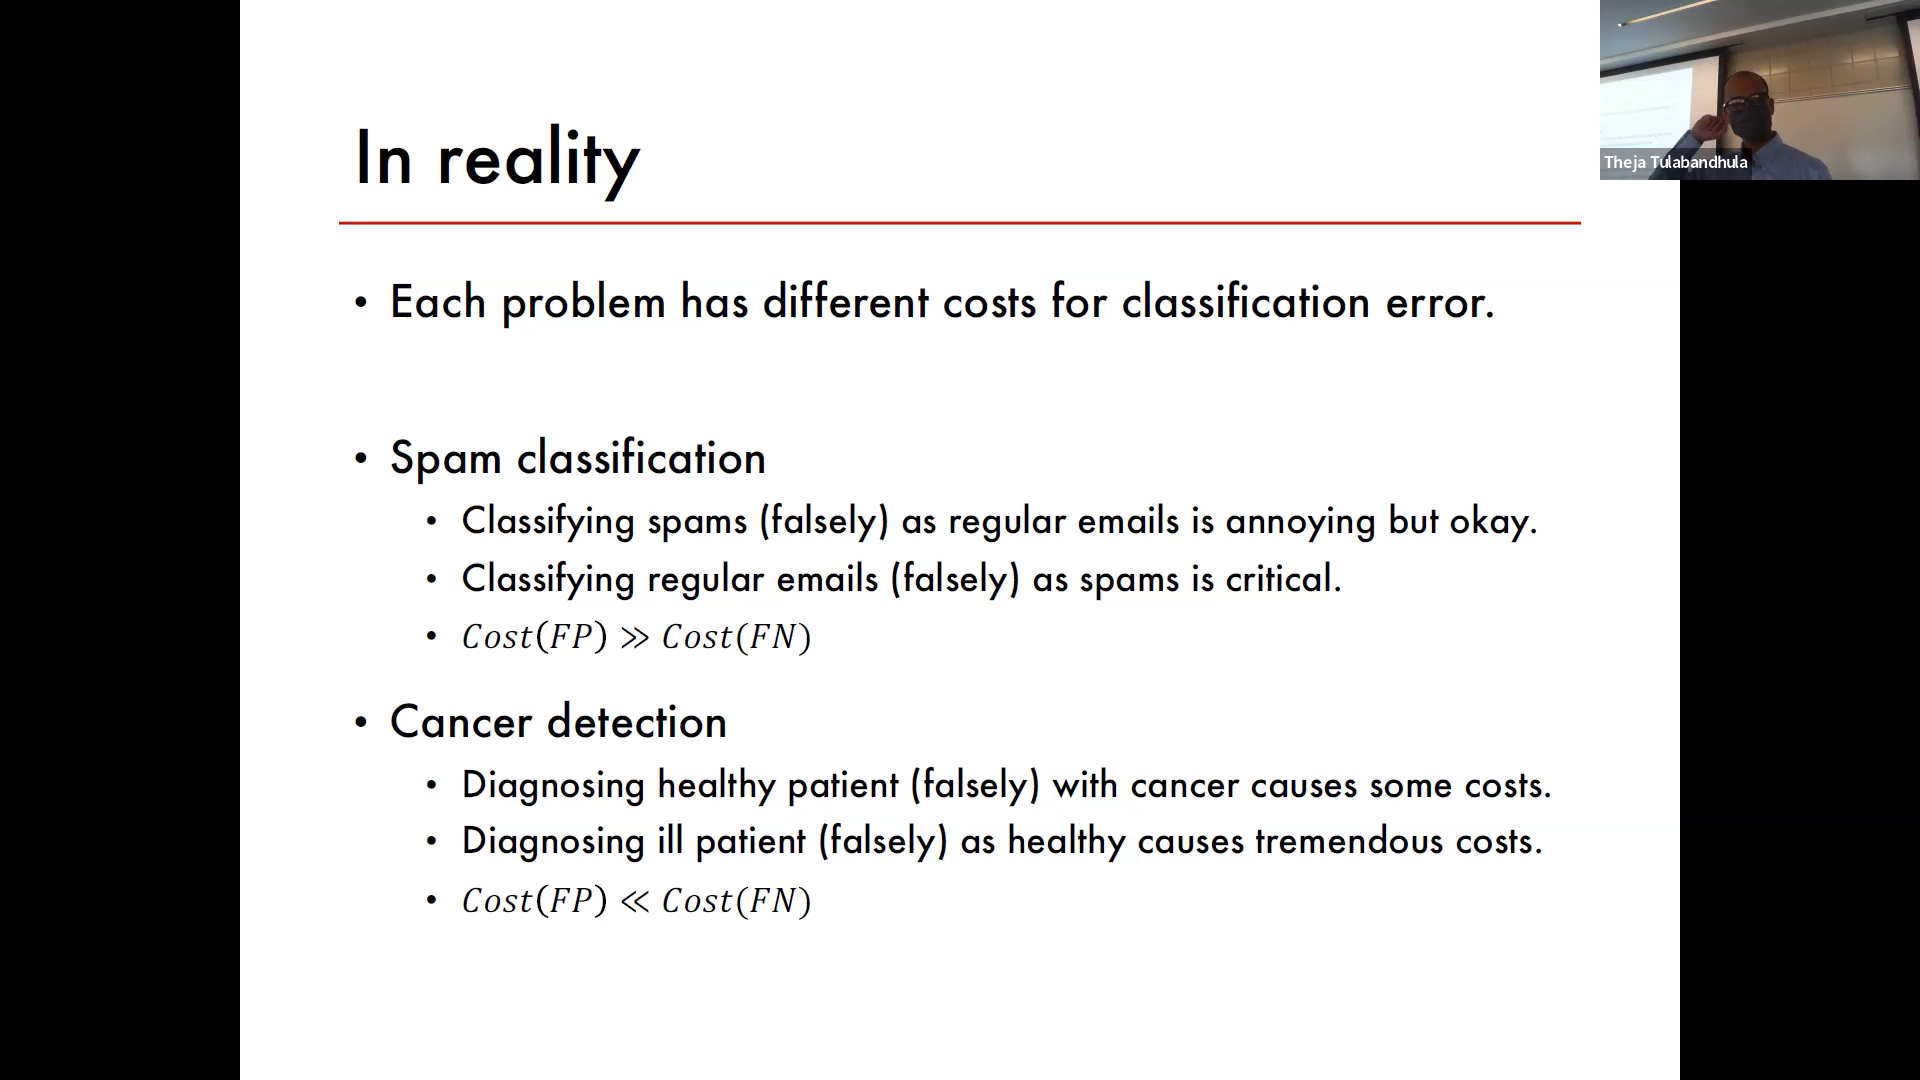 In reality
• Each problem has different costs for classification error.
• Spam classification
• Classifying spams (falsely) as regular emails is annoying but okay.
• Classifying regular emails (falsely) as spams is critical.
• Cost(FP) ≫ Cost(FN)
• Cancer detection
• Diagnosing healthy patient (falsely) with cancer causes some costs.
• Diagnosing ill patient (falsely) as healthy causes tremendous costs.
• Cost(FP) ≪ Cost(FN)
Theja Tulabandhula